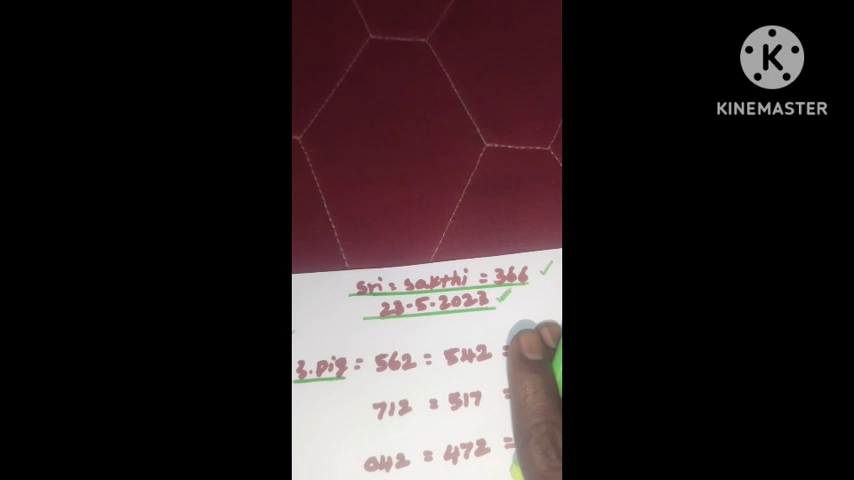 KINEMASTER
Sri = Sakthi = 366
23-5-2023
3.Dig = 562 = 542 =
712 = 517 =
042 = 472 =